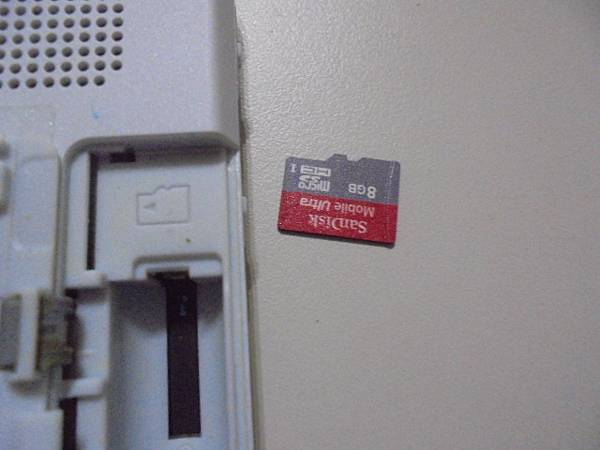 SanDisk
Mobile Ultra
8GB
micro
SD HC I